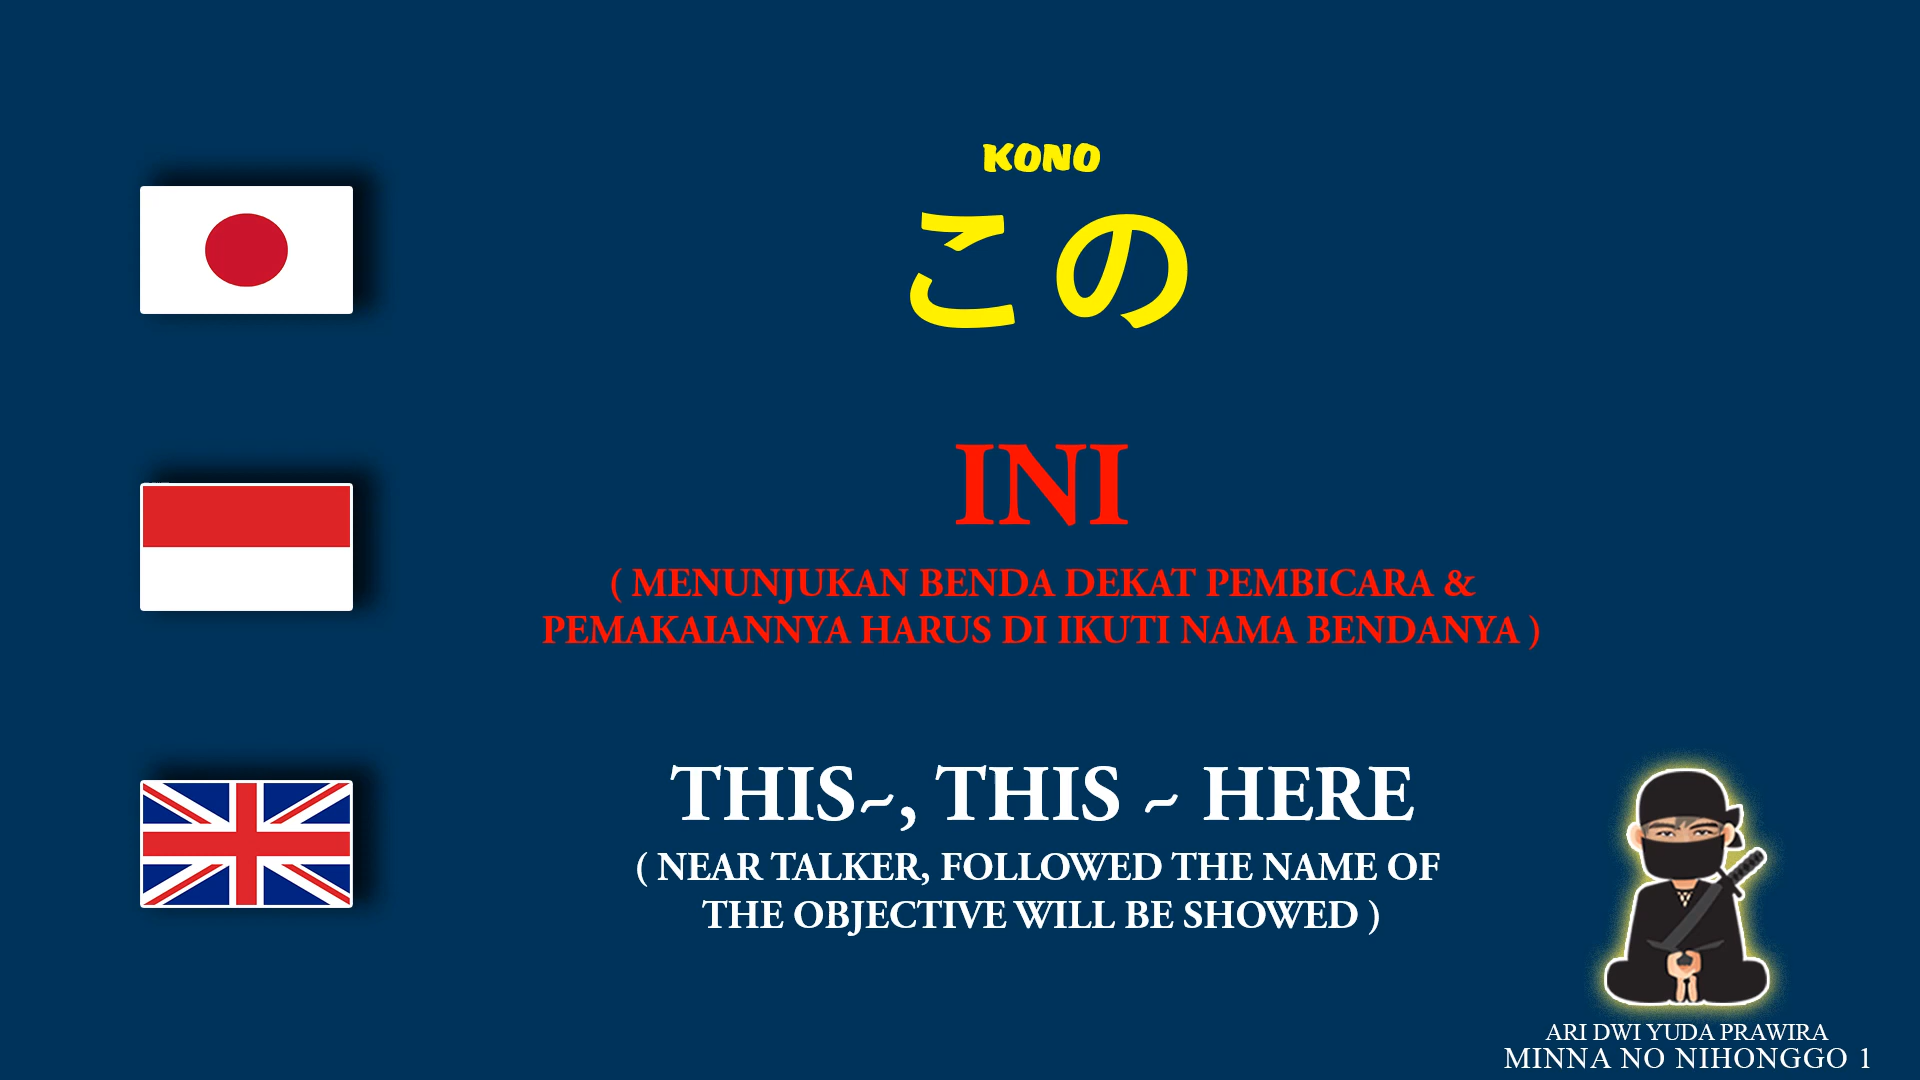 KONO
この
INI
( MENUNJUKAN BENDA DEKAT PEMBICARA &
PEMAKAIANNYA HARUS DI IKUTI NAMA BENDANYA )
THIS~, THIS ~ HERE
( NEAR TALKER, FOLLOWED THE NAME OF
THE OBJECTIVE WILL BE SHOWED )
ARI DWI YUDA PRAWIRA
MINNA NO NIHONGGO 1